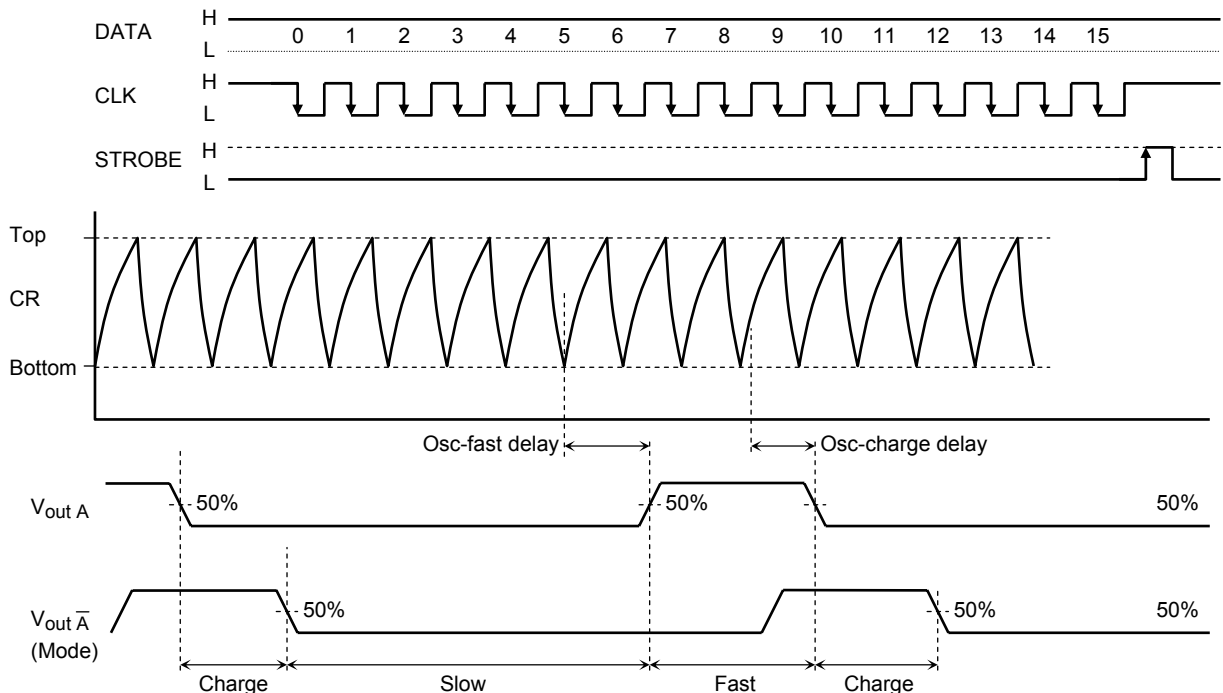 DATA H
0 1 2 3 4 5 6 7 8 9 10 11 12 13 14 15
L
CLK H
L
STROBE H
L
Top
CR
Bottom
Osc-fast delay Osc-charge delay
Vout A 50% 50% 50%
Vout A̅ 50% 50% 50%
(Mode)
Charge Slow Fast Charge